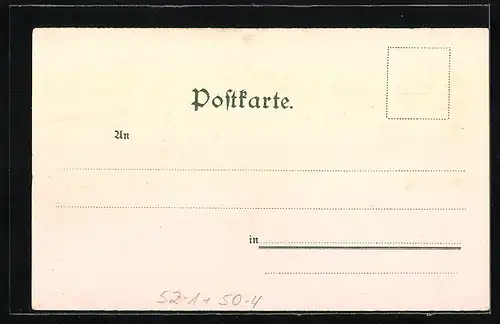 Postkarte.
An
in
52-1 + 50-4